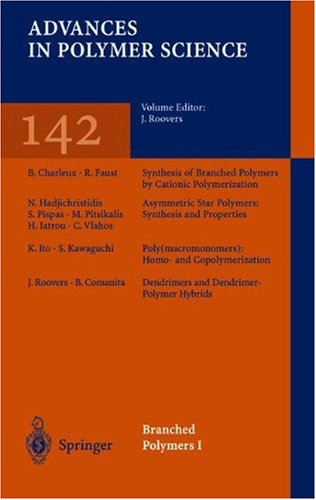 ADVANCES
IN POLYMER SCIENCE
142
Volume Editor:
J. Roovers
B. Charleux · R. Faust
Synthesis of Branched Polymers
by Cationic Polymerization
N. Hadjichristidis
S. Pispas · M. Pitsikalis
H. Iatrou · C. Vlahos
Asymmetric Star Polymers:
Synthesis and Properties
K. Ito · S. Kawaguchi
Poly(macromonomers):
Homo- and Copolymerization
J. Roovers · B. Comanita
Dendrimers and Dendrimer-
Polymer Hybrids
Springer
Branched
Polymers I